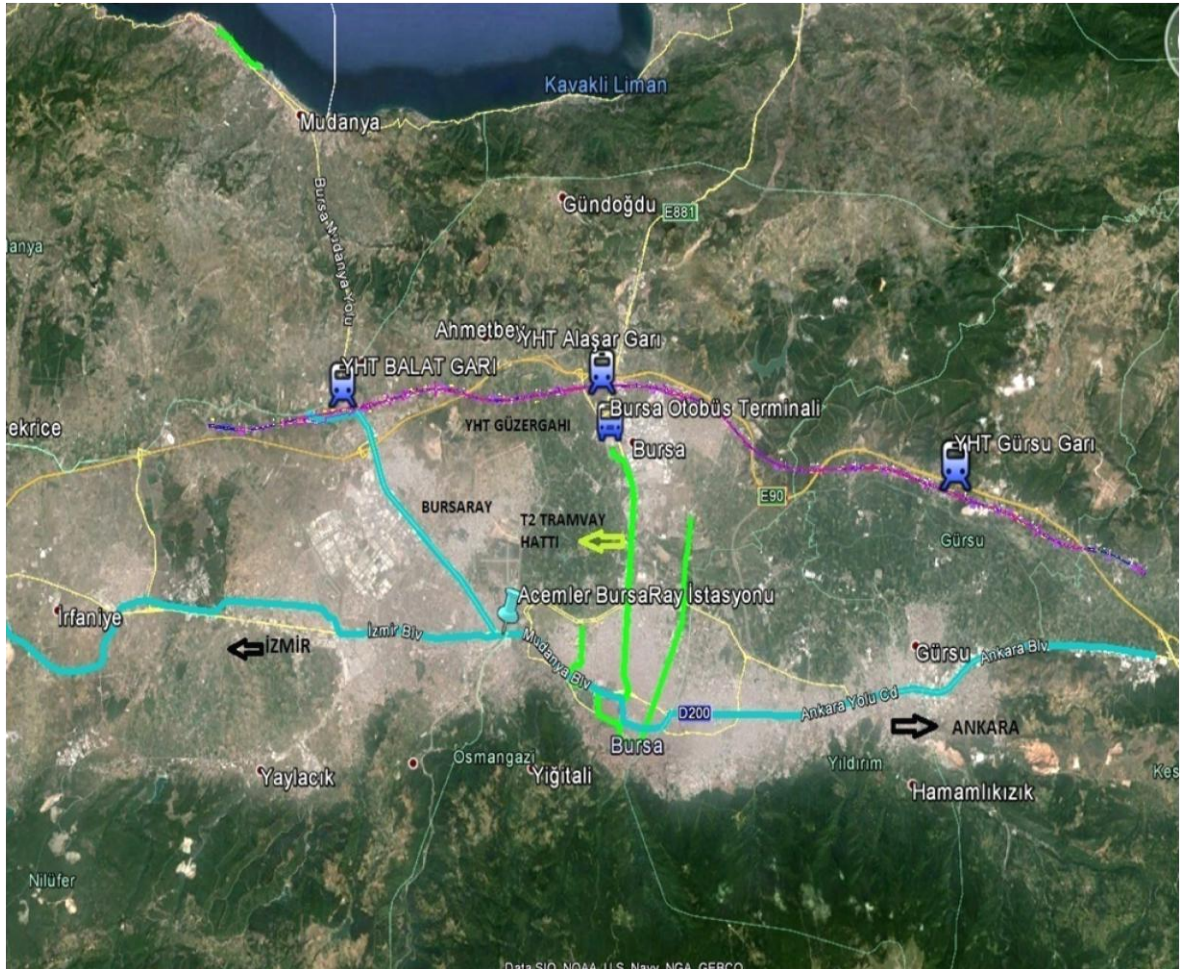 Kavakli Liman
Mudanya
Bursa Mudanya Yolu
Gündoğdu
E881
anya
Ahmetbey
YHT Alaşar Garı
YHT BALAT GARI
Bursa Otobüs Terminali
ekrice
YHT GÜZERGAHI
Bursa
YHT Gürsu Garı
E90
BURSARAY
T2 TRAMVAY
HATTI
Gürsu
Acemler BursaRay İstasyonu
İrfaniye
İzmir Blv
İZMİR
Mudanya Blv
Gürsu
Ankara Blv
Ankara Yolu Cd
D200
ANKARA
Bursa
Osmangazi
Yiğitali
Yıldırım
Yaylacık
Hamamlıkızık
Kes
Nilüfer
Data SIO, NOAA, U.S. Navy, NGA, GEBCO